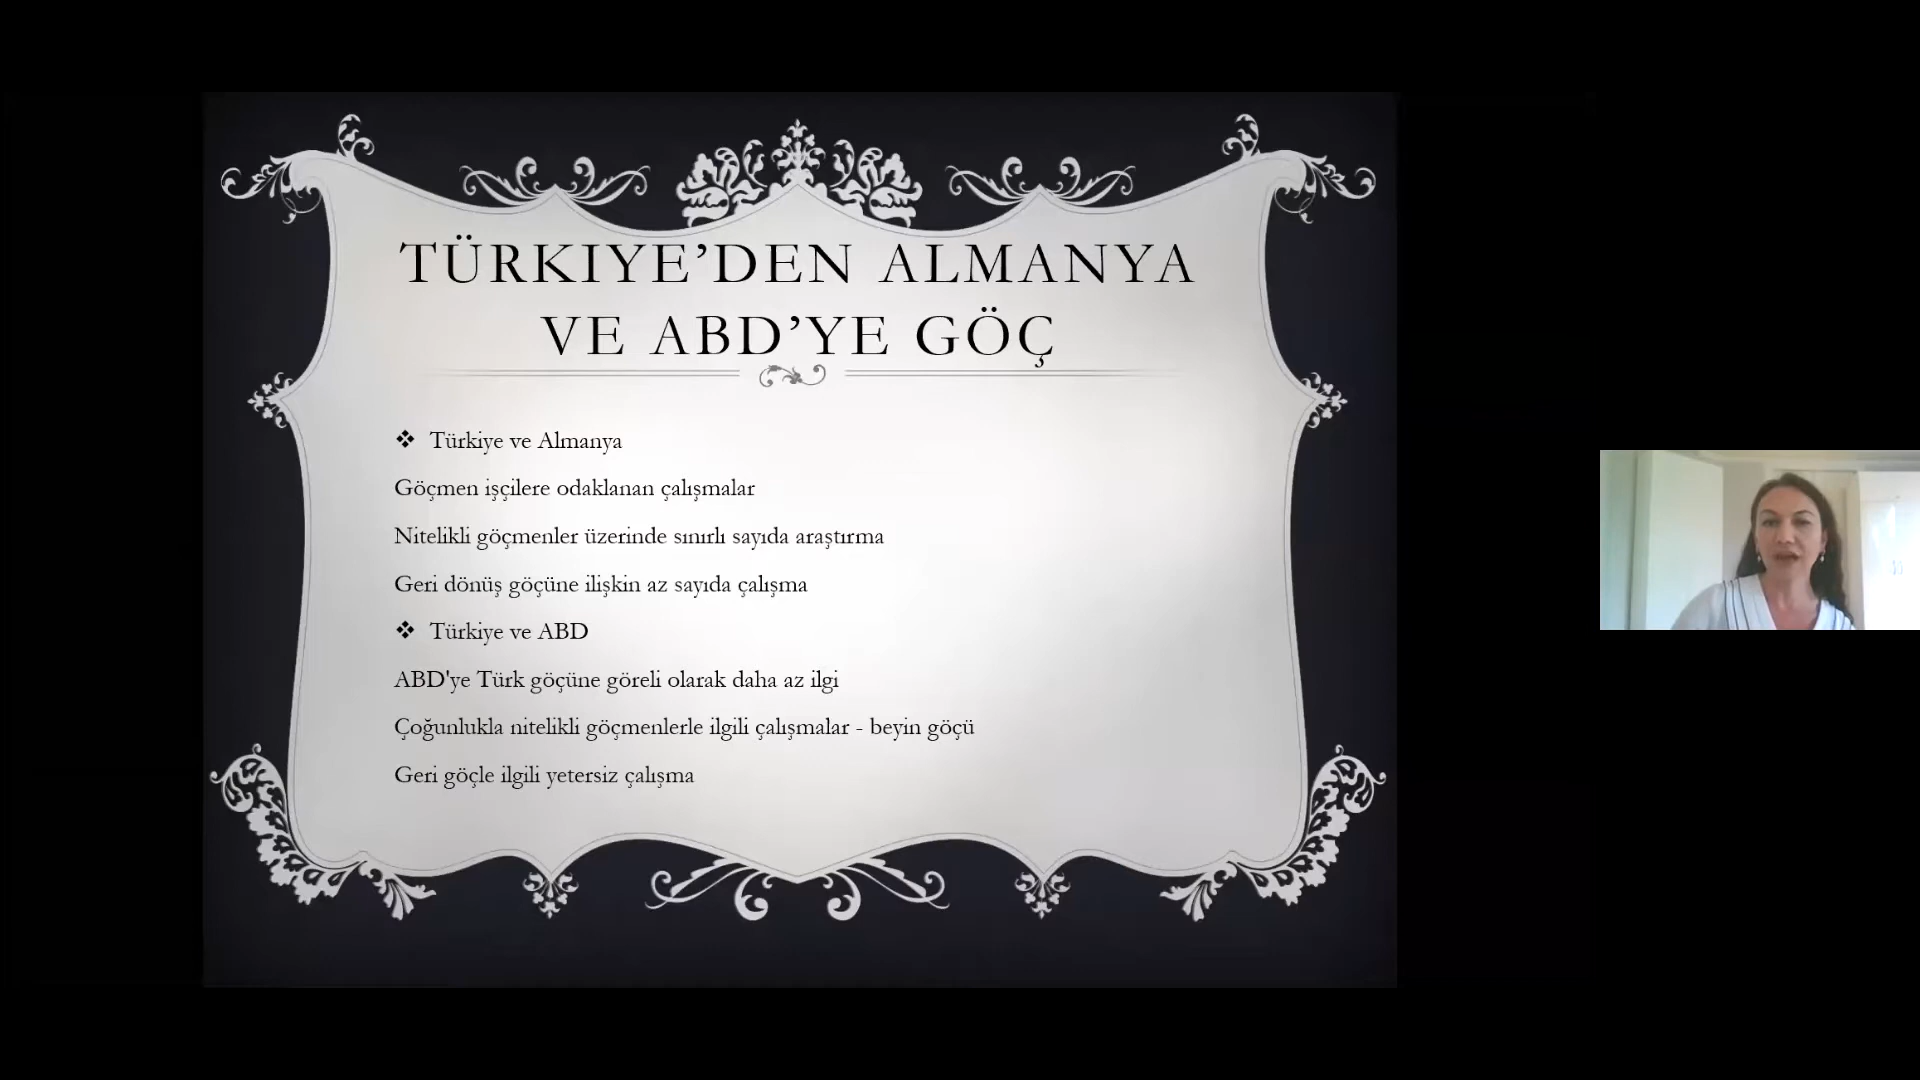 TÜRKIYE’DEN ALMANYA
VE ABD’YE GÖÇ
❖ Türkiye ve Almanya
Göçmen işçilere odaklanan çalışmalar
Nitelikli göçmenler üzerinde sınırlı sayıda araştırma
Geri dönüş göçüne ilişkin az sayıda çalışma
❖ Türkiye ve ABD
ABD'ye Türk göçüne göreli olarak daha az ilgi
Çoğunlukla nitelikli göçmenlerle ilgili çalışmalar - beyin göçü
Geri göçle ilgili yetersiz çalışma